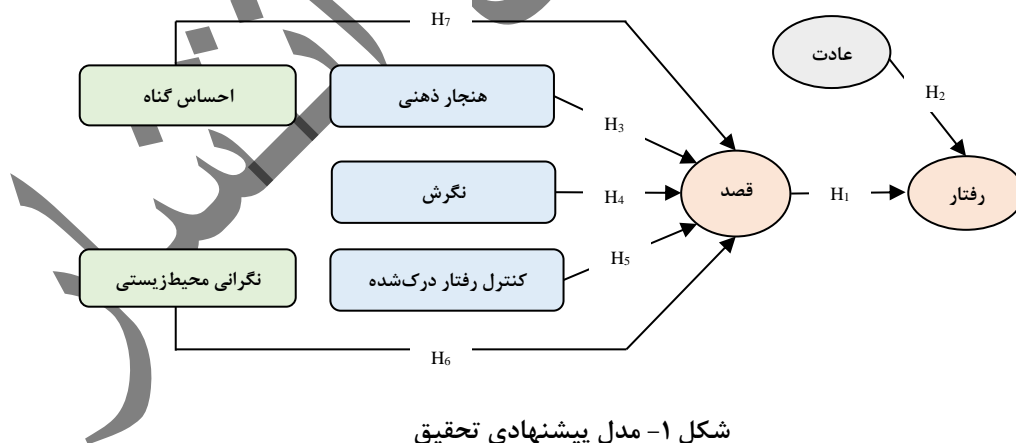 H7
عادت
احساس گناه
هنجار ذهنی
H2
H3
نگرش
H4
قصد
H1
رفتار
نگرانی محیط‌زیستی
کنترل رفتار درک‌شده
H5
H6
شکل ۱- مدل پیشنهادی تحقیق